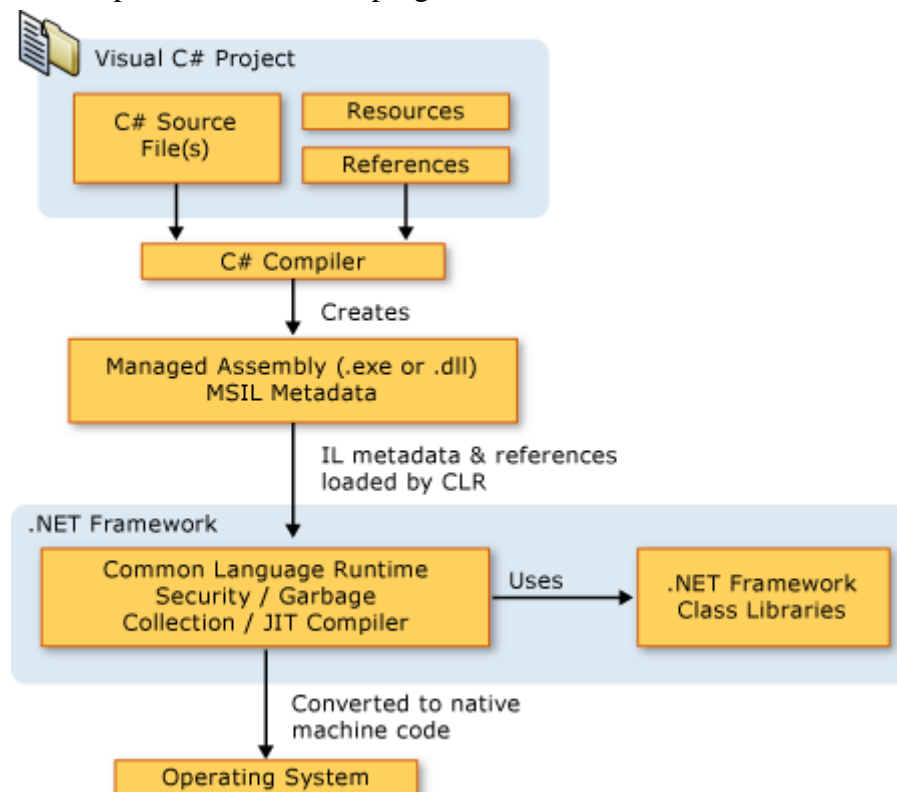 Visual C# Project
C# Source
File(s)
Resources
References
C# Compiler
Creates
Managed Assembly (.exe or .dll)
MSIL Metadata
IL metadata & references
loaded by CLR
.NET Framework
Common Language Runtime
Security / Garbage
Collection / JIT Compiler
Uses
.NET Framework
Class Libraries
Converted to native
machine code
Operating System